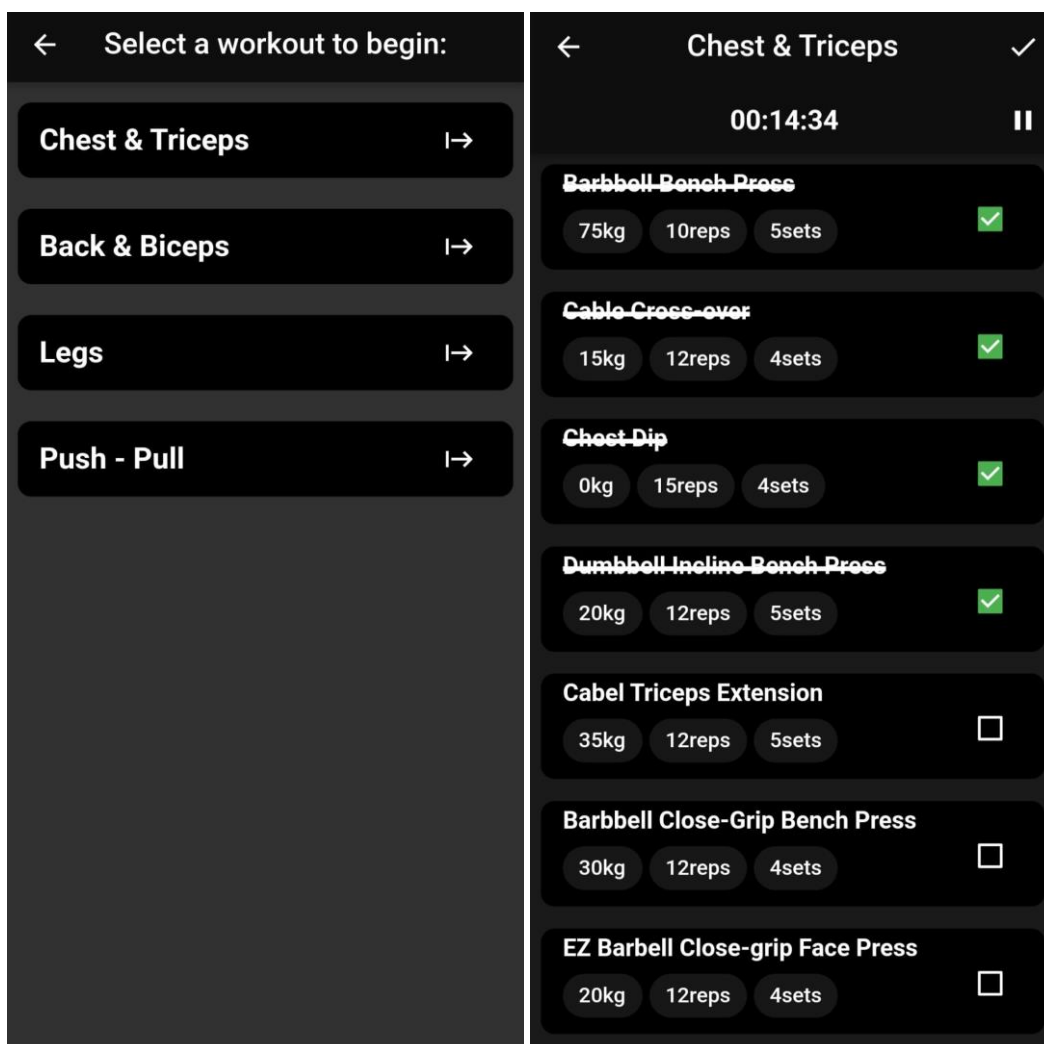 Select a workout to begin:
Chest & Triceps
Back & Biceps
Legs
Push - Pull
Chest & Triceps
00:14:34
Barbbell Bench Press
75kg 10reps 5sets
Cable Cross-over
15kg 12reps 4sets
Chest Dip
0kg 15reps 4sets
Dumbbell Incline Bench Press
20kg 12reps 5sets
Cabel Triceps Extension
35kg 12reps 5sets
Barbbell Close-Grip Bench Press
30kg 12reps 4sets
EZ Barbell Close-grip Face Press
20kg 12reps 4sets